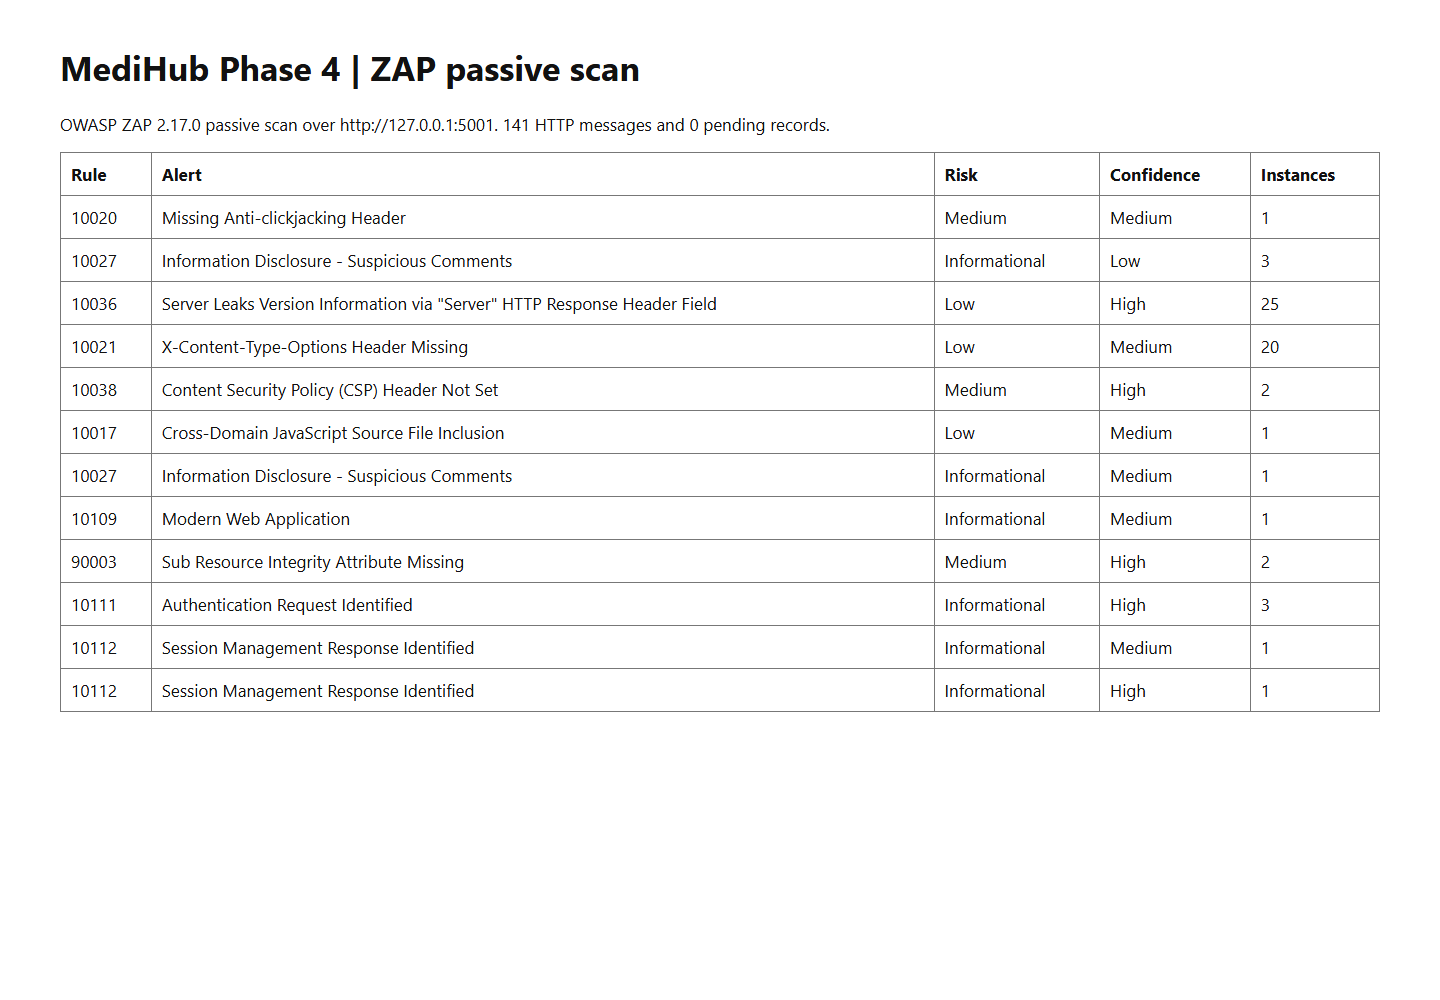 MediHub Phase 4 | ZAP passive scan
OWASP ZAP 2.17.0 passive scan over http://127.0.0.1:5001. 141 HTTP messages and 0 pending records.
Rule Alert Risk Confidence Instances
10020 Missing Anti-clickjacking Header Medium Medium 1
10027 Information Disclosure - Suspicious Comments Informational Low 3
10036 Server Leaks Version Information via "Server" HTTP Response Header Field Low High 25
10021 X-Content-Type-Options Header Missing Low Medium 20
10038 Content Security Policy (CSP) Header Not Set Medium High 2
10017 Cross-Domain JavaScript Source File Inclusion Low Medium 1
10027 Information Disclosure - Suspicious Comments Informational Medium 1
10109 Modern Web Application Informational Medium 1
90003 Sub Resource Integrity Attribute Missing Medium High 2
10111 Authentication Request Identified Informational High 3
10112 Session Management Response Identified Informational Medium 1
10112 Session Management Response Identified Informational High 1